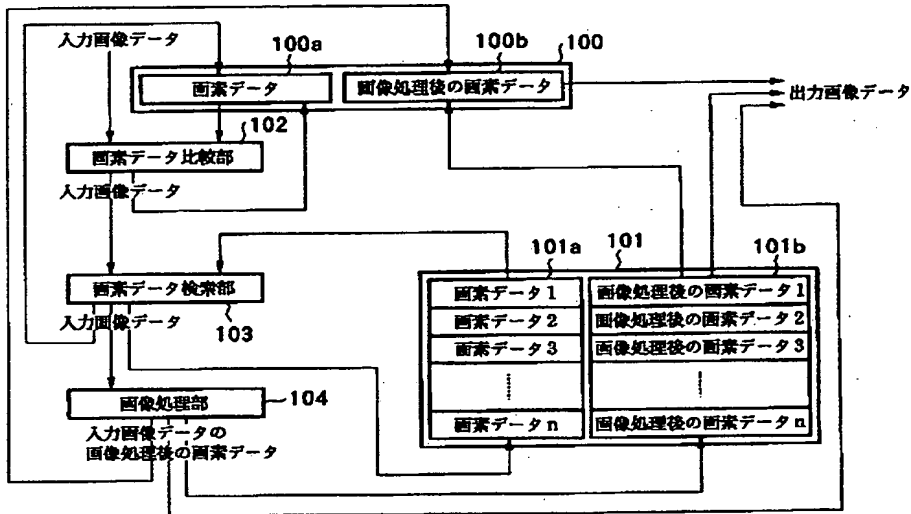 入力画像データ
100a
100b
100
画素データ
画像処理後の画素データ
出力画像データ
102
画素データ比較部
入力画像データ
101a
101
101b
画素データ検索部
入力画像データ
103
画素データ1
画像処理後の画素データ1
画素データ2
画像処理後の画素データ2
画素データ3
画像処理後の画素データ3
画像処理部
104
入力画像データの
画像処理後の画素データ
画素データn
画像処理後の画素データn